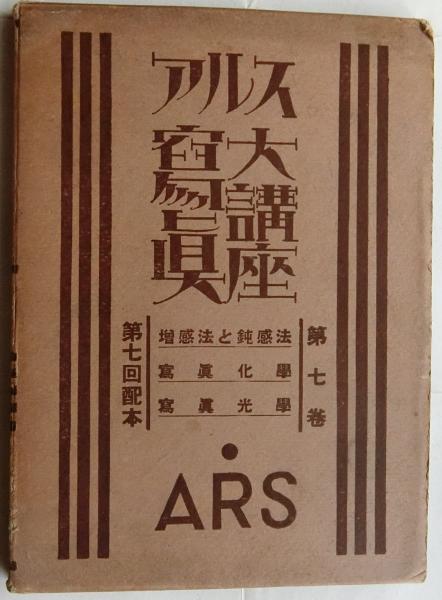 アルス
寫眞
大講座
第七卷
増感法と鈍感法
寫眞化學
寫眞光學
第七回配本
ARS